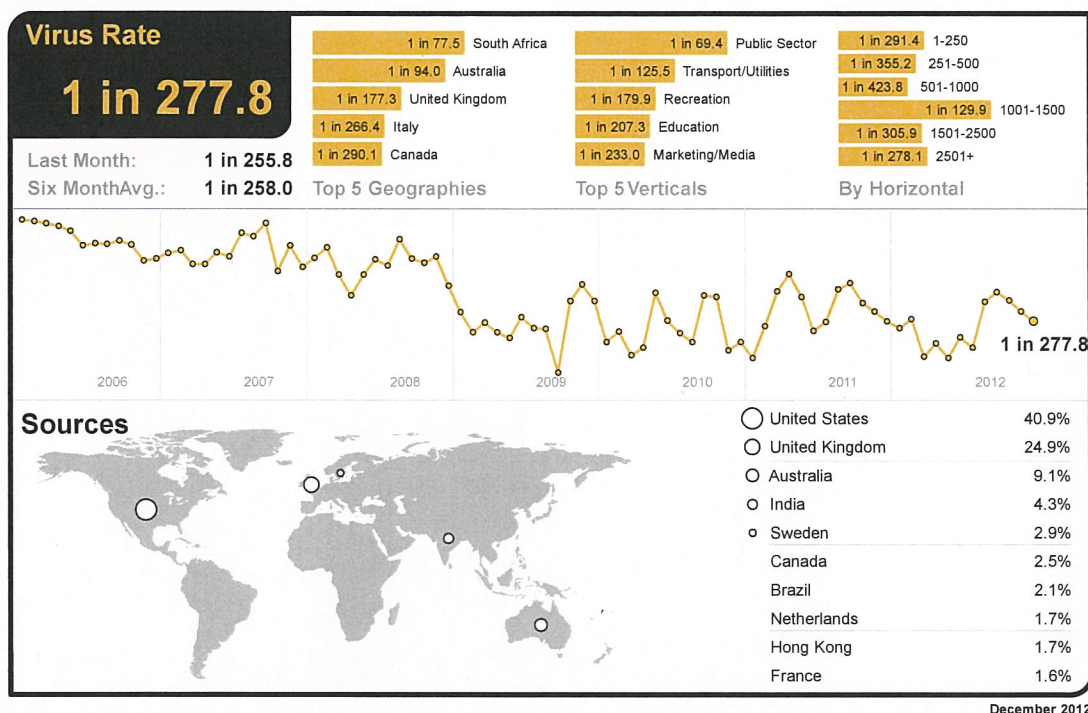 Virus Rate
1 in 277.8
Last Month: 1 in 255.8
Six MonthAvg.: 1 in 258.0
1 in 77.5 South Africa
1 in 94.0 Australia
1 in 177.3 United Kingdom
1 in 266.4 Italy
1 in 290.1 Canada
Top 5 Geographies
1 in 69.4 Public Sector
1 in 125.5 Transport/Utilities
1 in 179.9 Recreation
1 in 207.3 Education
1 in 233.0 Marketing/Media
Top 5 Verticals
1 in 291.4 1-250
1 in 355.2 251-500
1 in 423.8 501-1000
1 in 129.9 1001-1500
1 in 305.9 1501-2500
1 in 278.1 2501+
By Horizontal
1 in 277.8
2006 2007 2008 2009 2010 2011 2012
Sources
United States 40.9%
United Kingdom 24.9%
Australia 9.1%
India 4.3%
Sweden 2.9%
Canada 2.5%
Brazil 2.1%
Netherlands 1.7%
Hong Kong 1.7%
France 1.6%
December 2012